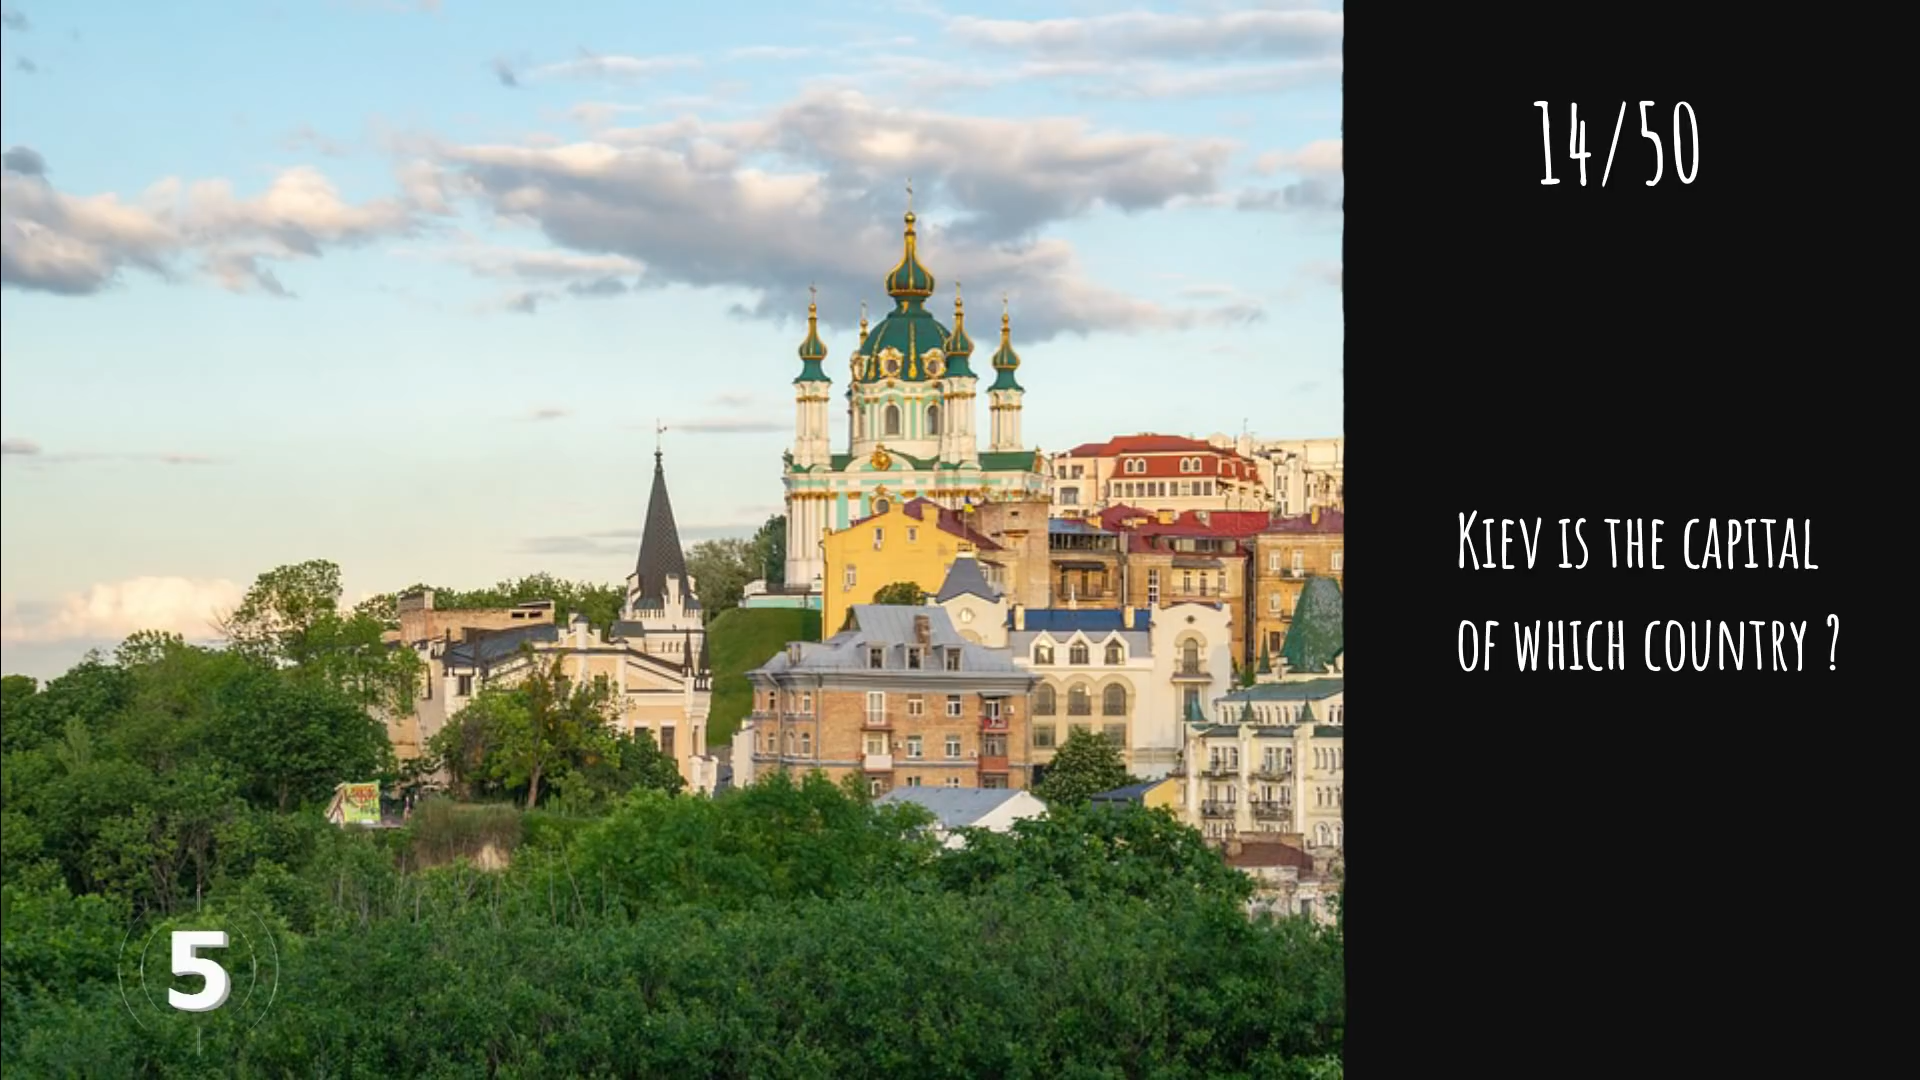 14/50
Kiev is the capital
of which country ?
5